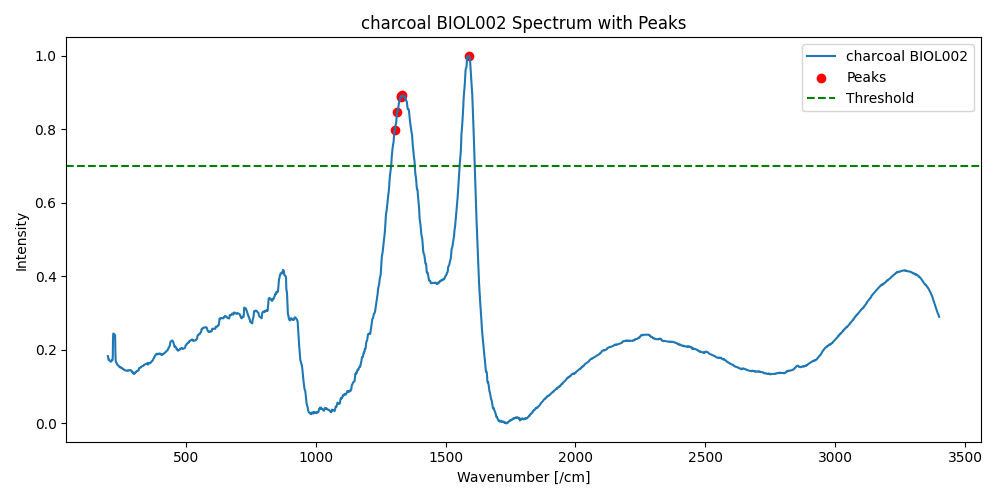 charcoal BIOL002 Spectrum with Peaks
charcoal BIOL002
Peaks
Threshold
1.0
0.8
0.6
0.4
0.2
0.0
Intensity
500 1000 1500 2000 2500 3000 3500
Wavenumber [/cm]